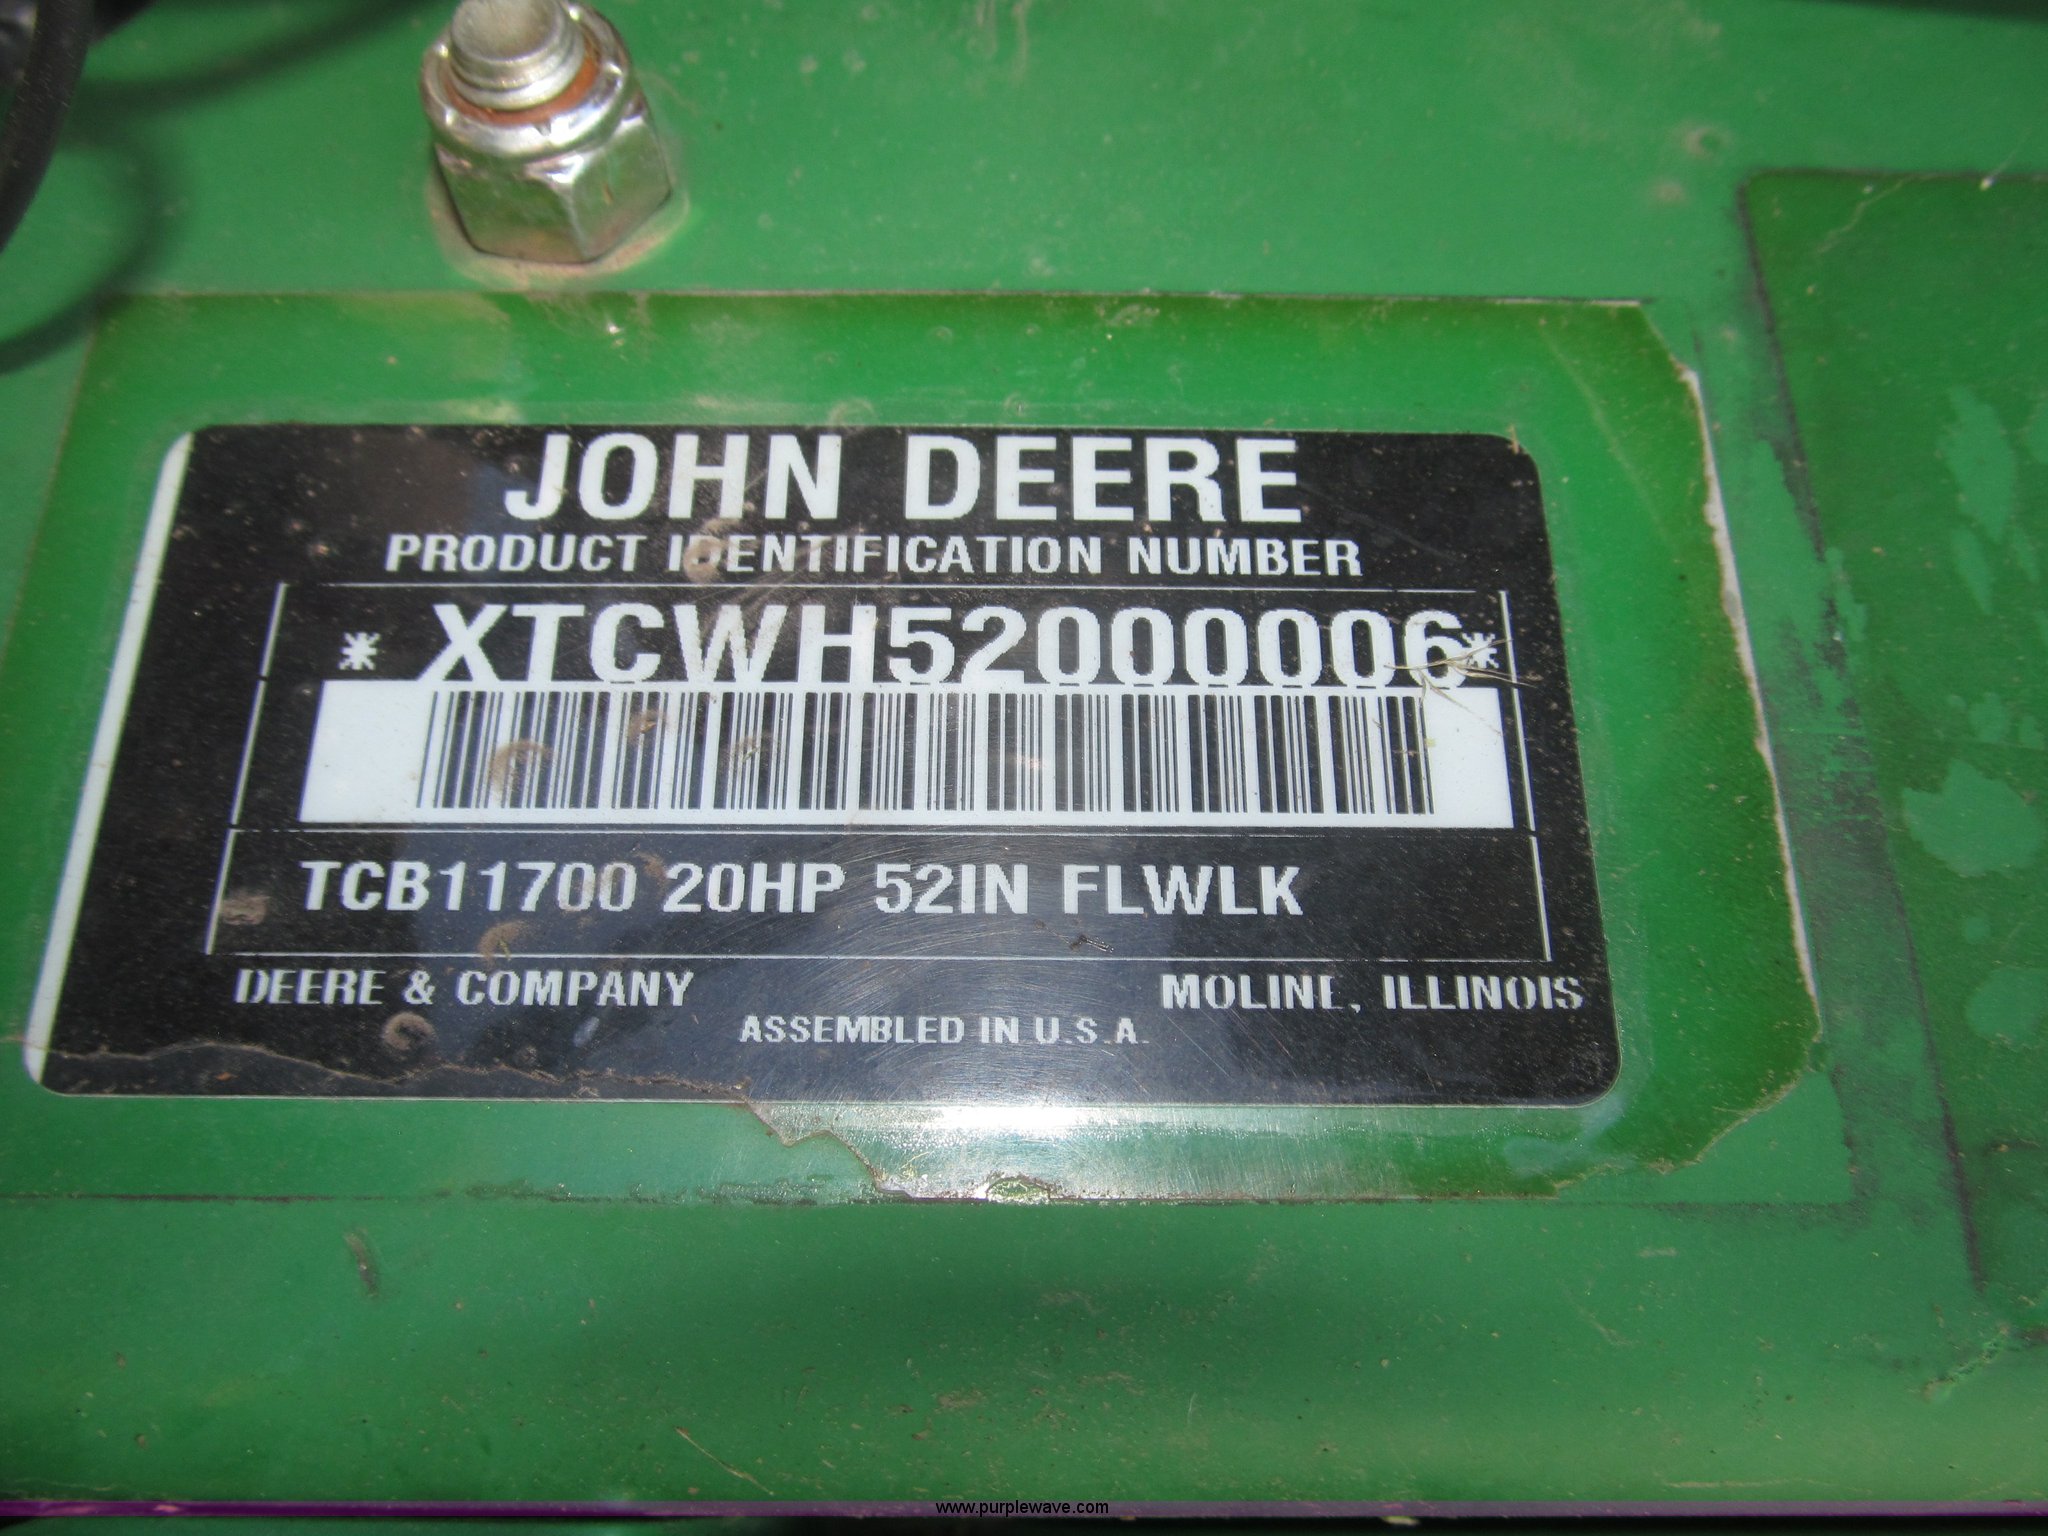 JOHN DEERE
PRODUCT IDENTIFICATION NUMBER
* XTCWH52000006*
TCB11700 20HP 52IN FLWLK
DEERE & COMPANY MOLINE, ILLINOIS
ASSEMBLED IN U.S.A.
www.purplewave.com